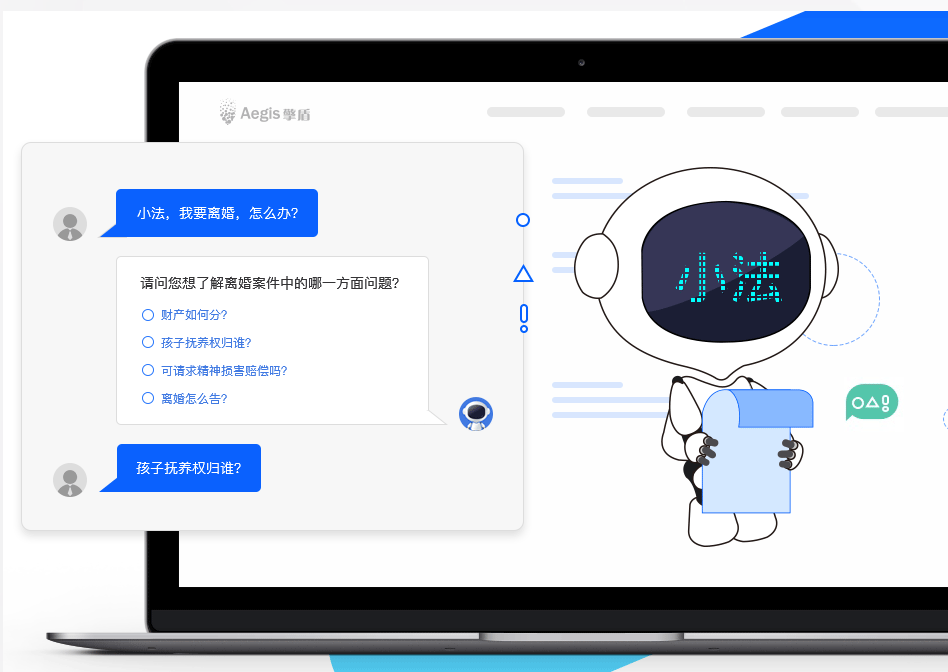 Aegis 擎盾
小法，我要离婚，怎么办?
请问您想了解离婚案件中的哪一方面问题?
财产如何分?
孩子抚养权归谁?
可请求精神损害赔偿吗?
离婚怎么告?
孩子抚养权归谁?
小法